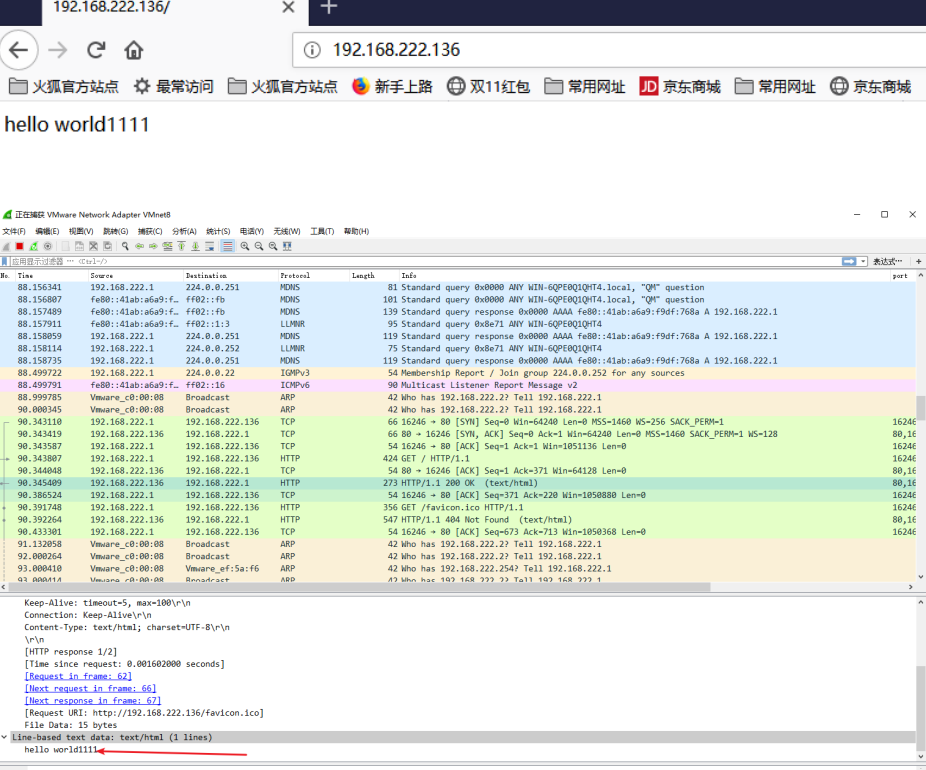 192.168.222.136/
192.168.222.136
火狐官方站点 最常访问 火狐官方站点 新手上路 双11红包 常用网址 JD 京东商城 常用网址 京东商城
hello world1111
正在捕获 VMware Network Adapter VMnet8
文件(F) 编辑(E) 视图(V) 跳转(G) 捕获(C) 分析(A) 统计(S) 电话(Y) 无线(W) 工具(T) 帮助(H)
应用显示过滤器 … <Ctrl-/> 表达式… +
No. Time Source Destination Protocol Length Info port
88.156341 192.168.222.1 224.0.0.251 MDNS 81 Standard query 0x0000 ANY WIN-6QPE0Q1QHT4.local, "QM" question
88.156807 fe80::41ab:a6a9:f… ff02::fb MDNS 101 Standard query 0x0000 ANY WIN-6QPE0Q1QHT4.local, "QM" question
88.157489 fe80::41ab:a6a9:f… ff02::fb MDNS 139 Standard query response 0x0000 AAAA fe80::41ab:a6a9:f9df:768a A 192.168.222.1
88.157911 fe80::41ab:a6a9:f… ff02::1:3 LLMNR 95 Standard query 0x8e71 ANY WIN-6QPE0Q1QHT4
88.158059 192.168.222.1 224.0.0.251 MDNS 119 Standard query response 0x0000 AAAA fe80::41ab:a6a9:f9df:768a A 192.168.222.1
88.158114 192.168.222.1 224.0.0.252 LLMNR 75 Standard query 0x8e71 ANY WIN-6QPE0Q1QHT4
88.158735 192.168.222.1 224.0.0.251 MDNS 119 Standard query response 0x0000 AAAA fe80::41ab:a6a9:f9df:768a A 192.168.222.1
88.499722 192.168.222.1 224.0.0.22 IGMPv3 54 Membership Report / Join group 224.0.0.252 for any sources
88.499791 fe80::41ab:a6a9:f… ff02::16 ICMPv6 90 Multicast Listener Report Message v2
88.999785 Vmware_c0:00:08 Broadcast ARP 42 Who has 192.168.222.2? Tell 192.168.222.1
90.000345 Vmware_c0:00:08 Broadcast ARP 42 Who has 192.168.222.2? Tell 192.168.222.1
90.343110 192.168.222.1 192.168.222.136 TCP 66 16246 → 80 [SYN] Seq=0 Win=64240 Len=0 MSS=1460 WS=256 SACK_PERM=1 16246
90.343419 192.168.222.136 192.168.222.1 TCP 66 80 → 16246 [SYN, ACK] Seq=0 Ack=1 Win=64240 Len=0 MSS=1460 SACK_PERM=1 WS=128 80,16
90.343587 192.168.222.1 192.168.222.136 TCP 54 16246 → 80 [ACK] Seq=1 Ack=1 Win=1051136 Len=0 16246
90.343807 192.168.222.1 192.168.222.136 HTTP 424 GET / HTTP/1.1 16246
90.344048 192.168.222.136 192.168.222.1 TCP 54 80 → 16246 [ACK] Seq=1 Ack=371 Win=64128 Len=0 80,16
90.345409 192.168.222.136 192.168.222.1 HTTP 273 HTTP/1.1 200 OK (text/html) 80,16
90.386524 192.168.222.1 192.168.222.136 TCP 54 16246 → 80 [ACK] Seq=371 Ack=220 Win=1050880 Len=0 16246
90.391748 192.168.222.1 192.168.222.136 HTTP 356 GET /favicon.ico HTTP/1.1 16246
90.392264 192.168.222.136 192.168.222.1 HTTP 547 HTTP/1.1 404 Not Found (text/html) 80,16
90.433301 192.168.222.1 192.168.222.136 TCP 54 16246 → 80 [ACK] Seq=673 Ack=713 Win=1050368 Len=0 16246
91.132058 Vmware_c0:00:08 Broadcast ARP 42 Who has 192.168.222.2? Tell 192.168.222.1
92.000264 Vmware_c0:00:08 Broadcast ARP 42 Who has 192.168.222.2? Tell 192.168.222.1
93.000410 Vmware_c0:00:08 Vmware_ef:5a:f6 ARP 42 Who has 192.168.222.254? Tell 192.168.222.1
93.000414 Vmware_c0:00:08 Broadcast ARP 42 Who has 192.168.222.2? Tell 192.168.222.1
Keep-Alive: timeout=5, max=100\r\n
Connection: Keep-Alive\r\n
Content-Type: text/html; charset=UTF-8\r\n
\r\n
[HTTP response 1/2]
[Time since request: 0.001602000 seconds]
[Request in frame: 62]
[Next request in frame: 66]
[Next response in frame: 67]
[Request URI: http://192.168.222.136/favicon.ico]
File Data: 15 bytes
Line-based text data: text/html (1 lines)
hello world1111